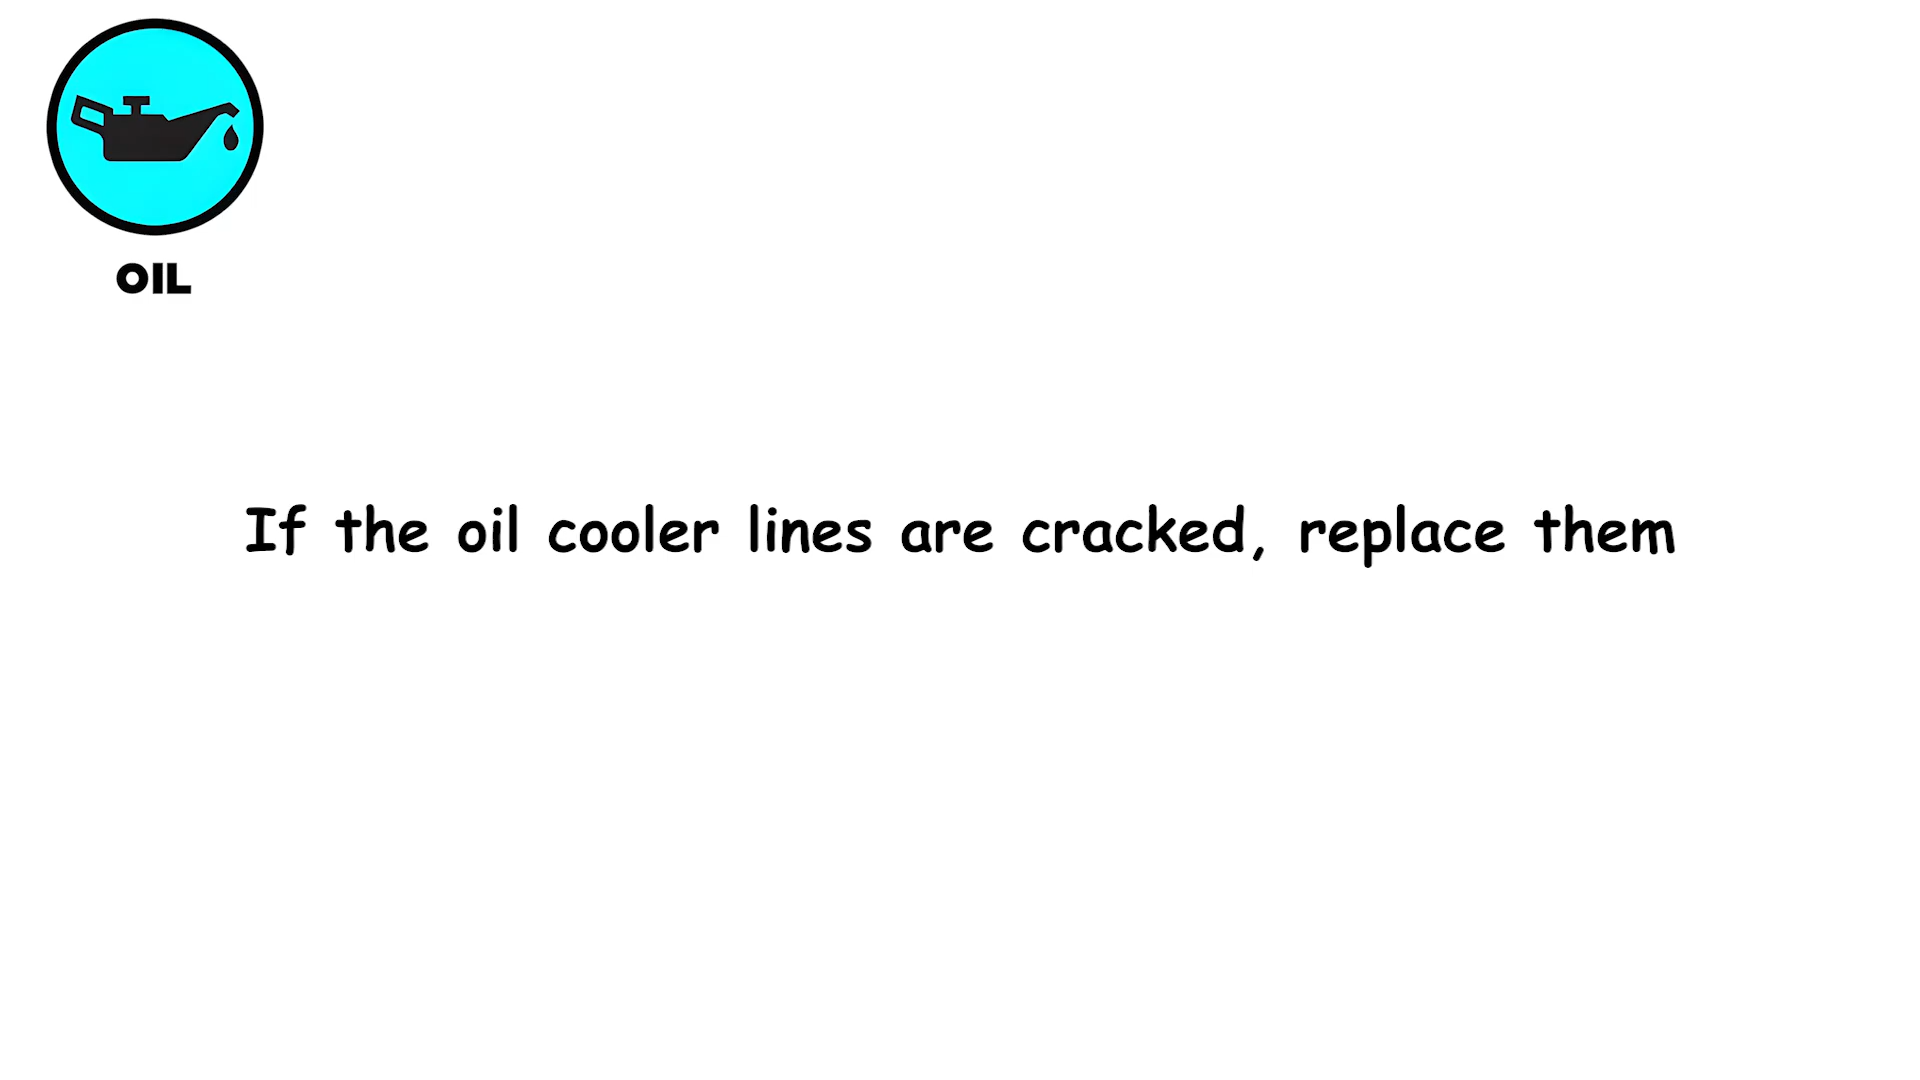 OIL
If the oil cooler lines are cracked, replace them